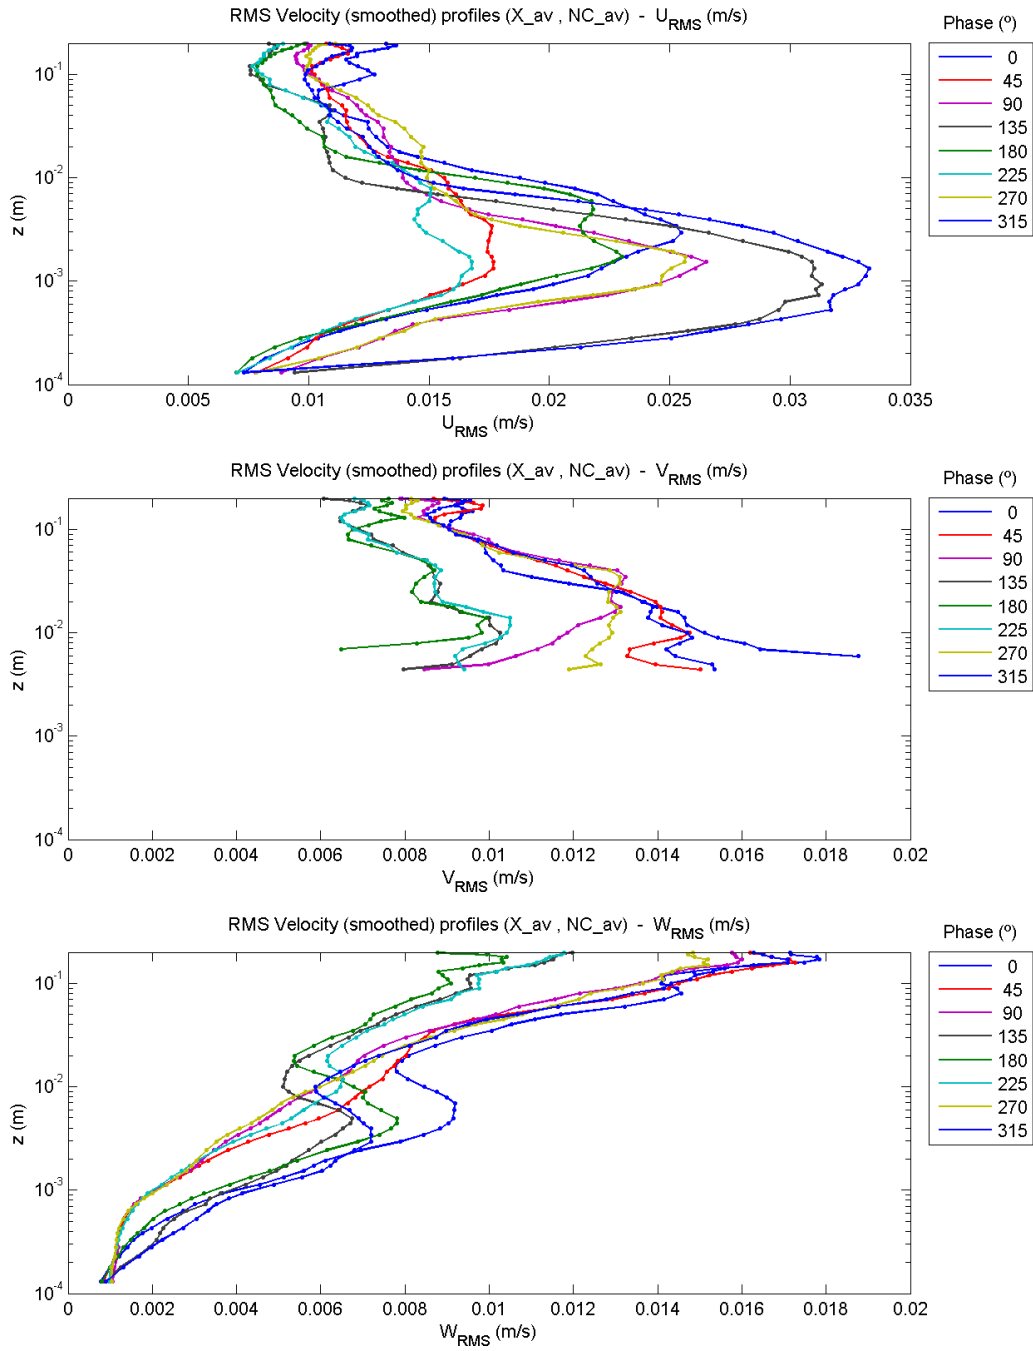 RMS Velocity (smoothed) profiles (X_av , NC_av) - U_RMS (m/s)
Phase (º)
0
45
90
135
180
225
270
315
z (m)
10^-1
10^-2
10^-3
10^-4
0 0.005 0.01 0.015 0.02 0.025 0.03 0.035
U_RMS (m/s)
RMS Velocity (smoothed) profiles (X_av , NC_av) - V_RMS (m/s)
Phase (º)
0
45
90
135
180
225
270
315
z (m)
10^-1
10^-2
10^-3
10^-4
0 0.002 0.004 0.006 0.008 0.01 0.012 0.014 0.016 0.018 0.02
V_RMS (m/s)
RMS Velocity (smoothed) profiles (X_av , NC_av) - W_RMS (m/s)
Phase (º)
0
45
90
135
180
225
270
315
z (m)
10^-1
10^-2
10^-3
10^-4
0 0.002 0.004 0.006 0.008 0.01 0.012 0.014 0.016 0.018 0.02
W_RMS (m/s)